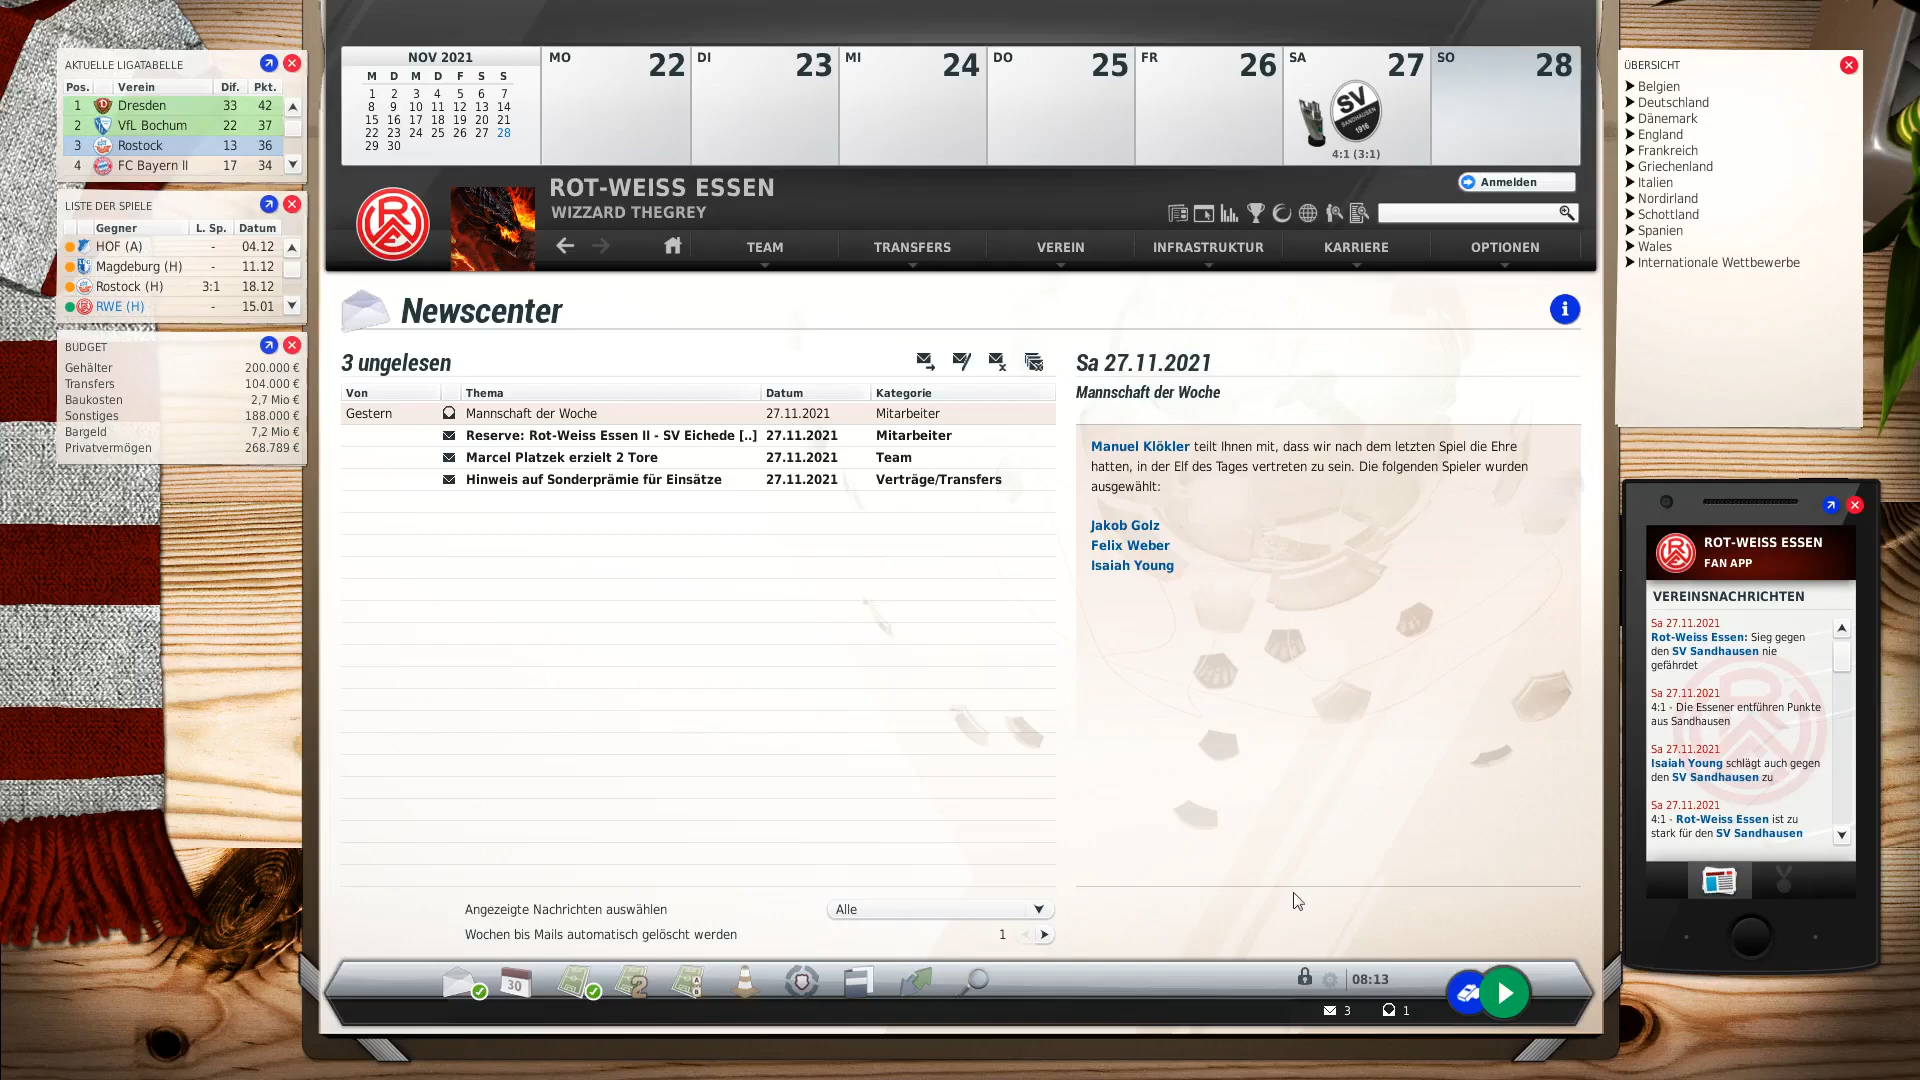 AKTUELLE LIGATABELLE
Pos. Verein Dif. Pkt.
1 Dresden 33 42
2 VfL Bochum 22 37
3 Rostock 13 36
4 FC Bayern II 17 34
LISTE DER SPIELE
Gegner L. Sp. Datum
HOF (A) - 04.12
Magdeburg (H) - 11.12
Rostock (H) 3:1 18.12
RWE (H) - 15.01
BUDGET
Gehälter 200.000 €
Transfers 104.000 €
Baukosten 2,7 Mio €
Sonstiges 188.000 €
Bargeld 7,2 Mio €
Privatvermögen 268.789 €
NOV 2021
M D M D F S S
1 2 3 4 5 6 7
8 9 10 11 12 13 14
15 16 17 18 19 20 21
22 23 24 25 26 27 28
29 30
MO 22 DI 23 MI 24 DO 25 FR 26 SA 27 SO 28
SV
SANDHAUSEN
1916
4:1 (3:1)
ROT-WEISS ESSEN
WIZZARD THEGREY
Anmelden
TEAM TRANSFERS VEREIN INFRASTRUKTUR KARRIERE OPTIONEN
Newscenter
3 ungelesen
Von Thema Datum Kategorie
Gestern Mannschaft der Woche 27.11.2021 Mitarbeiter
Reserve: Rot-Weiss Essen II - SV Eichede [..] 27.11.2021 Mitarbeiter
Marcel Platzek erzielt 2 Tore 27.11.2021 Team
Hinweis auf Sonderprämie für Einsätze 27.11.2021 Verträge/Transfers
Angezeigte Nachrichten auswählen Alle
Wochen bis Mails automatisch gelöscht werden 1
Sa 27.11.2021
Mannschaft der Woche
Manuel Klökler teilt Ihnen mit, dass wir nach dem letzten Spiel die Ehre
hatten, in der Elf des Tages vertreten zu sein. Die folgenden Spieler wurden
ausgewählt:
Jakob Golz
Felix Weber
Isaiah Young
30
2
08:13
3 1
ÜBERSICHT
Belgien
Deutschland
Dänemark
England
Frankreich
Griechenland
Italien
Nordirland
Schottland
Spanien
Wales
Internationale Wettbewerbe
ROT-WEISS ESSEN
FAN APP
VEREINSNACHRICHTEN
Sa 27.11.2021
Rot-Weiss Essen: Sieg gegen
den SV Sandhausen nie
gefährdet
Sa 27.11.2021
4:1 - Die Essener entführen Punkte
aus Sandhausen
Sa 27.11.2021
Isaiah Young schlägt auch gegen
den SV Sandhausen zu
Sa 27.11.2021
4:1 - Rot-Weiss Essen ist zu
stark für den SV Sandhausen